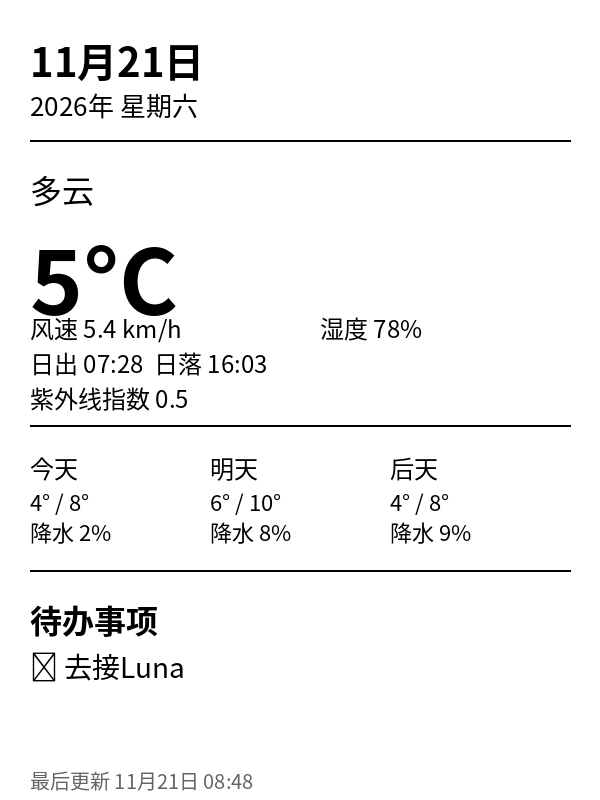 11月21日
2026年 星期六
多云
5°C
风速 5.4 km/h 湿度 78%
日出 07:28 日落 16:03
紫外线指数 0.5
今天 明天 后天
4° / 8° 6° / 10° 4° / 8°
降水 2% 降水 8% 降水 9%
待办事项
去接Luna
最后更新 11月21日 08:48